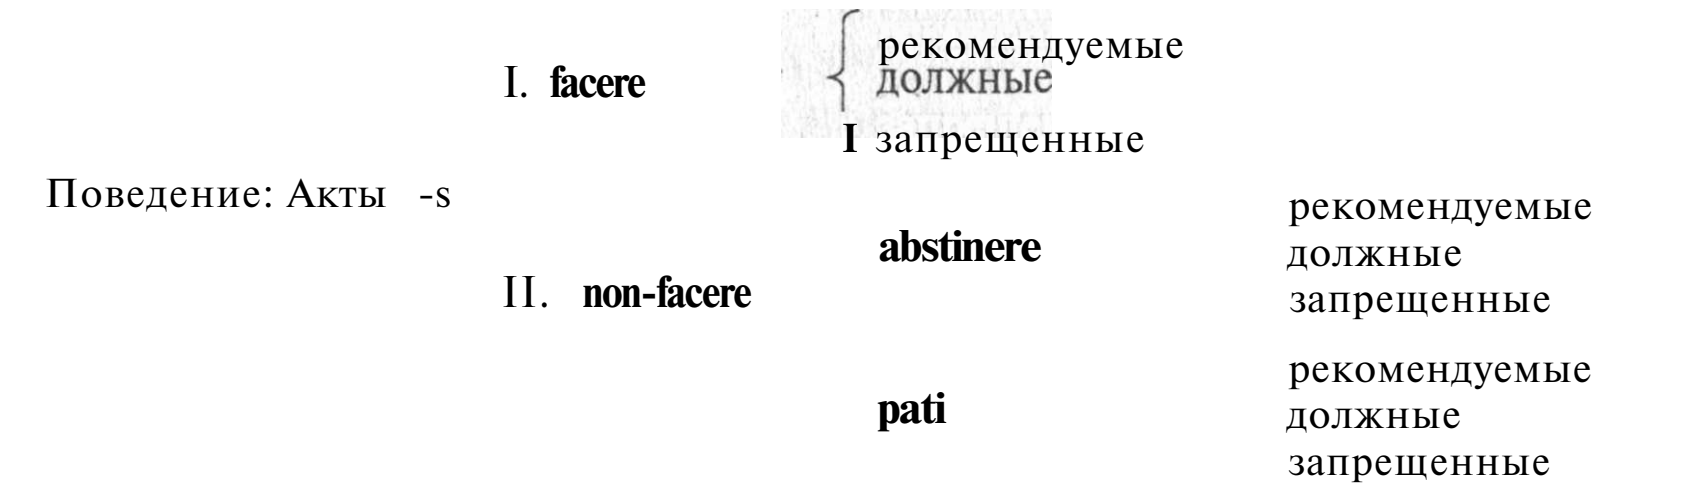 рекомендуемые
I. facere
должные
I запрещенные
Поведение: Акты -s
рекомендуемые
abstinere
должные
II. non-facere
запрещенные
рекомендуемые
pati
должные
запрещенные